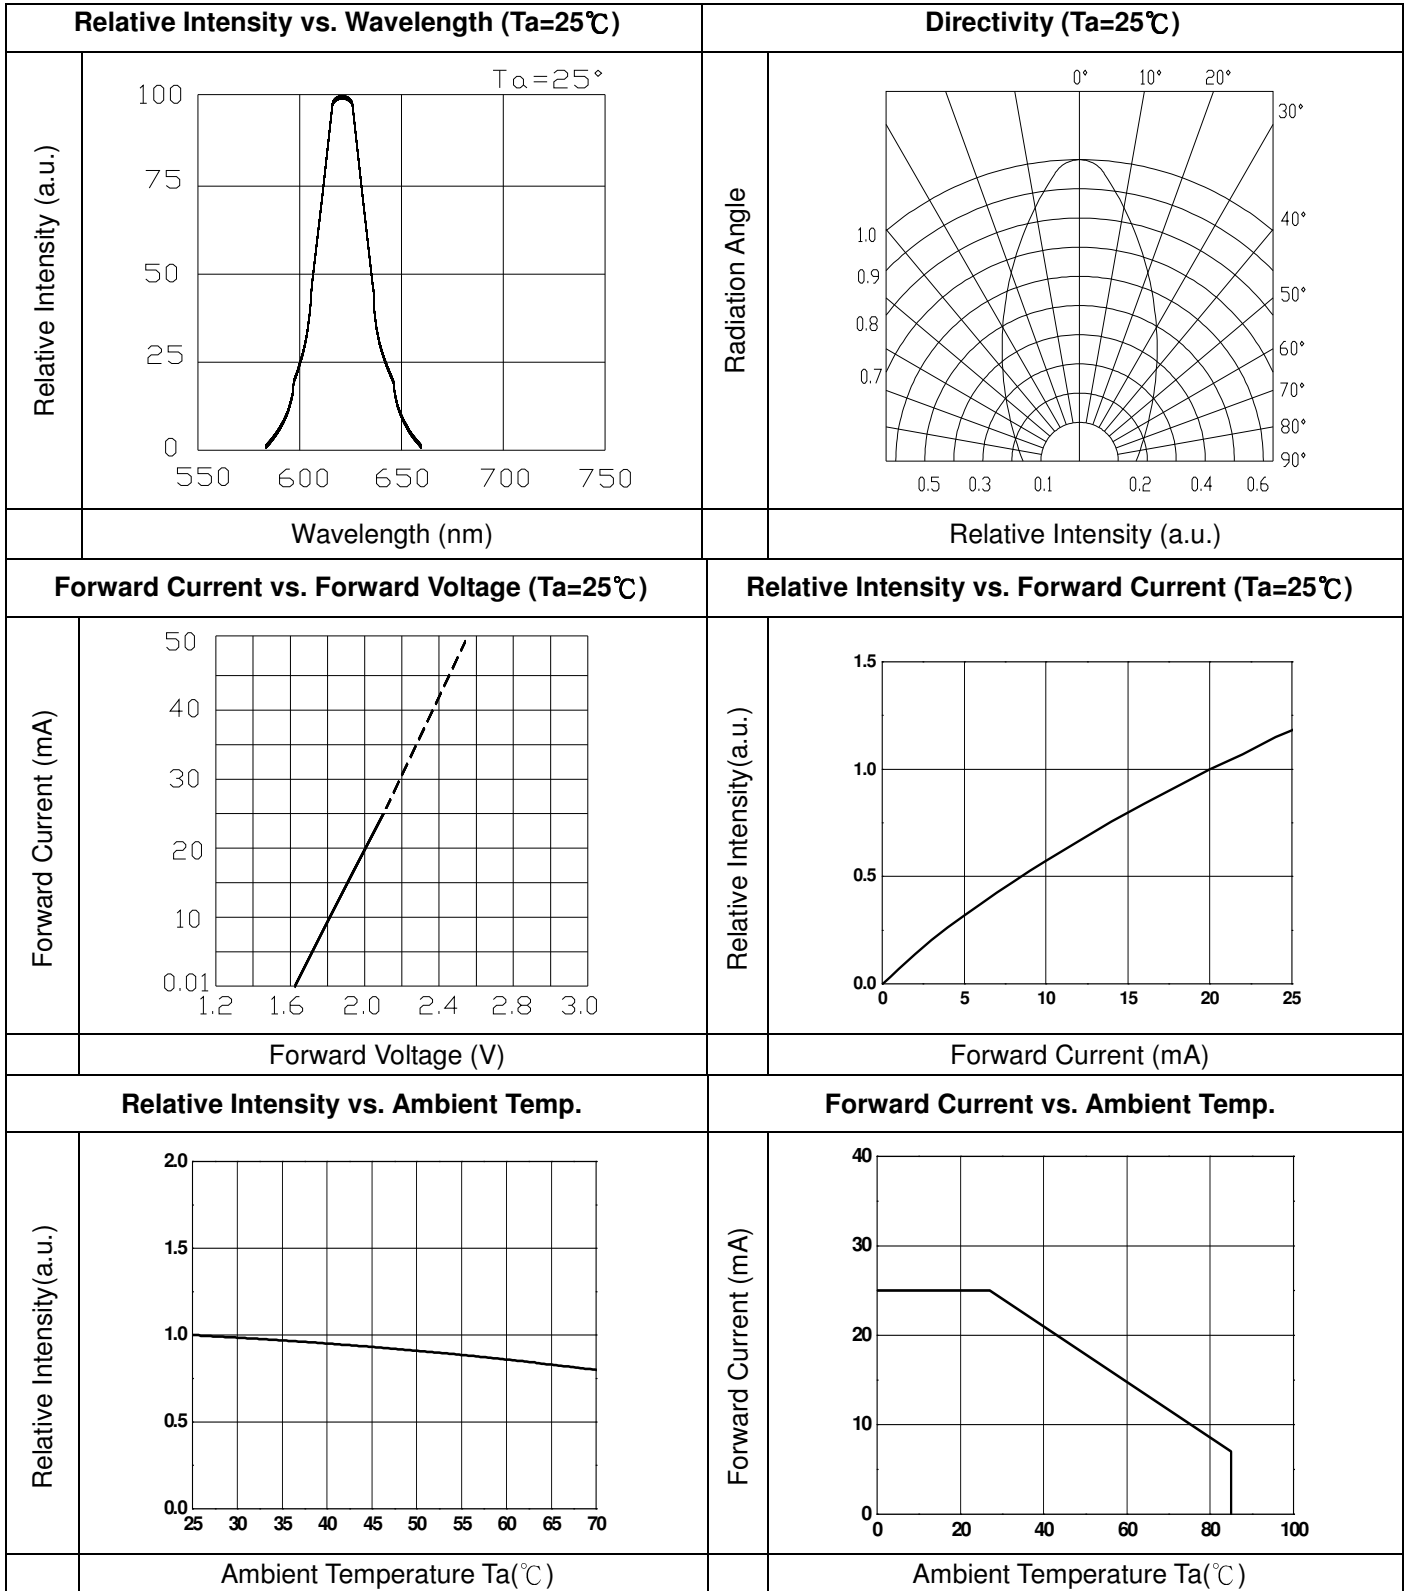 Relative Intensity vs. Wavelength (Ta=25℃)
Directivity (Ta=25℃)
Relative Intensity (a.u.)
Ta=25°
100
75
50
25
0
550 600 650 700 750
Wavelength (nm)
Radiation Angle
0° 10° 20°
30°
40°
50°
60°
70°
80°
90°
1.0
0.9
0.8
0.7
0.5 0.3 0.1 0.2 0.4 0.6
Relative Intensity (a.u.)
Forward Current vs. Forward Voltage (Ta=25℃)
Relative Intensity vs. Forward Current (Ta=25℃)
Forward Current (mA)
50
40
30
20
10
0.01
1.2 1.6 2.0 2.4 2.8 3.0
Forward Voltage (V)
Relative Intensity(a.u.)
1.5
1.0
0.5
0.0
0 5 10 15 20 25
Forward Current (mA)
Relative Intensity vs. Ambient Temp.
Forward Current vs. Ambient Temp.
Relative Intensity(a.u.)
2.0
1.5
1.0
0.5
0.0
25 30 35 40 45 50 55 60 65 70
Ambient Temperature Ta(℃)
Forward Current (mA)
40
30
20
10
0
0 20 40 60 80 100
Ambient Temperature Ta(℃)